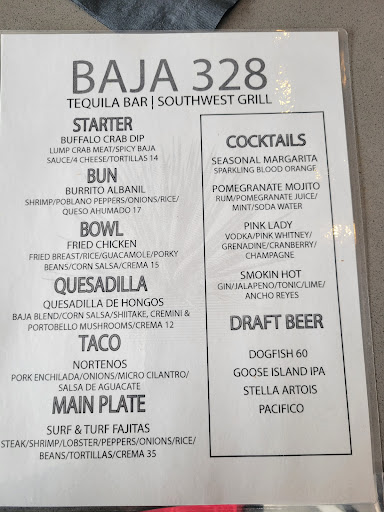 BAJA 328
TEQUILA BAR | SOUTHWEST GRILL
STARTER
BUFFALO CRAB DIP
LUMP CRAB MEAT/SPICY BAJA
SAUCE/4 CHEESE/TORTILLAS 14
BUN
BURRITO ALBANIL
SHRIMP/POBLANO PEPPERS/ONIONS/RICE/
QUESO AHUMADO 17
BOWL
FRIED CHICKEN
FRIED BREAST/RICE/GUACAMOLE/PORKY
BEANS/CORN SALSA/CREMA 15
QUESADILLA
QUESADILLA DE HONGOS
BAJA BLEND/CORN SALSA/SHIITAKE, CREMINI &
PORTOBELLO MUSHROOMS/CREMA 12
TACO
NORTENOS
PORK ENCHILADA/ONIONS/MICRO CILANTRO/
SALSA DE AGUACATE
MAIN PLATE
SURF & TURF FAJITAS
STEAK/SHRIMP/LOBSTER/PEPPERS/ONIONS/RICE/
BEANS/TORTILLAS/CREMA 35
COCKTAILS
SEASONAL MARGARITA
SPARKLING BLOOD ORANGE
POMEGRANATE MOJITO
RUM/POMEGRANATE JUICE/
MINT/SODA WATER
PINK LADY
VODKA/PINK WHITNEY/
GRENADINE/CRANBERRY/
CHAMPAGNE
SMOKIN HOT
GIN/JALAPENO/TONIC/LIME/
ANCHO REYES
DRAFT BEER
DOGFISH 60
GOOSE ISLAND IPA
STELLA ARTOIS
PACIFICO